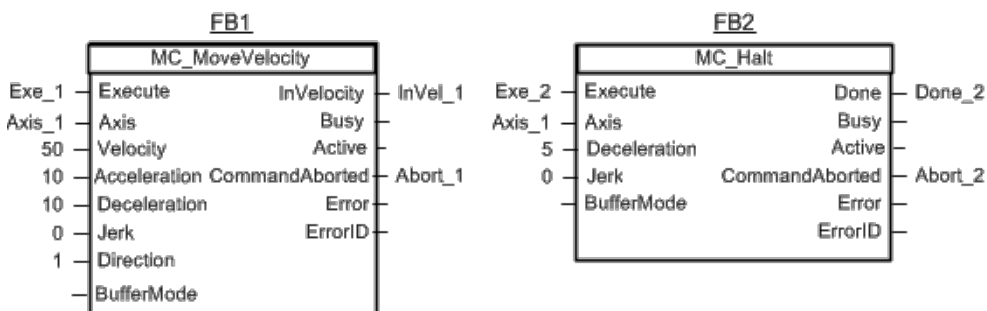 FB1
MC_MoveVelocity
Exe_1 Execute InVelocity InVel_1
Axis_1 Axis Busy
50 Velocity Active
10 Acceleration CommandAborted Abort_1
10 Deceleration Error
0 Jerk ErrorID
1 Direction
BufferMode
FB2
MC_Halt
Exe_2 Execute Done Done_2
Axis_1 Axis Busy
5 Deceleration Active
0 Jerk CommandAborted Abort_2
BufferMode Error
ErrorID